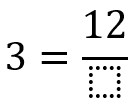 3 = 12/⬚